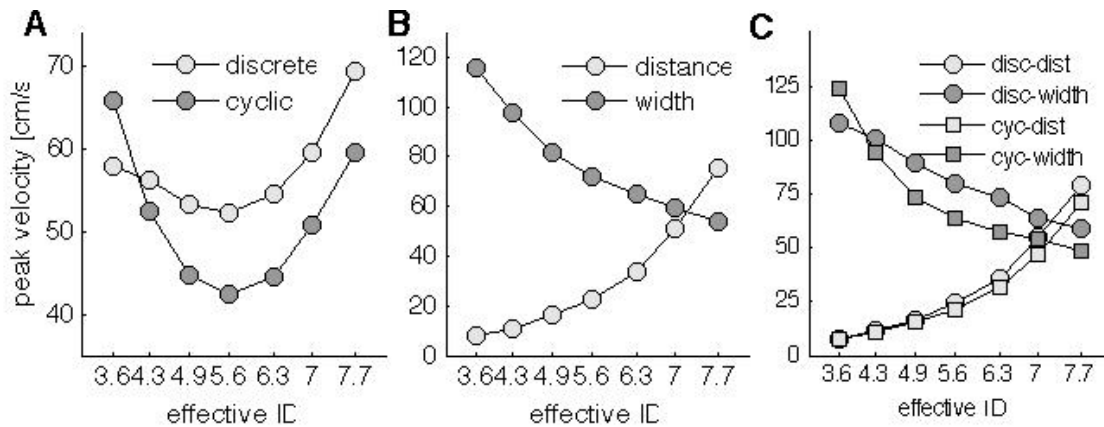 A
peak velocity [cm/s
70
60
50
40
discrete
cyclic
3.6 4.3 4.9 5.6 6.3 7 7.7
effective ID
B
120
100
80
60
40
20
0
distance
width
3.6 4.3 4.9 5.6 6.3 7 7.7
effective ID
C
125
100
75
50
25
0
disc-dist
disc-width
cyc-dist
cyc-width
3.6 4.3 4.9 5.6 6.3 7 7.7
effective ID